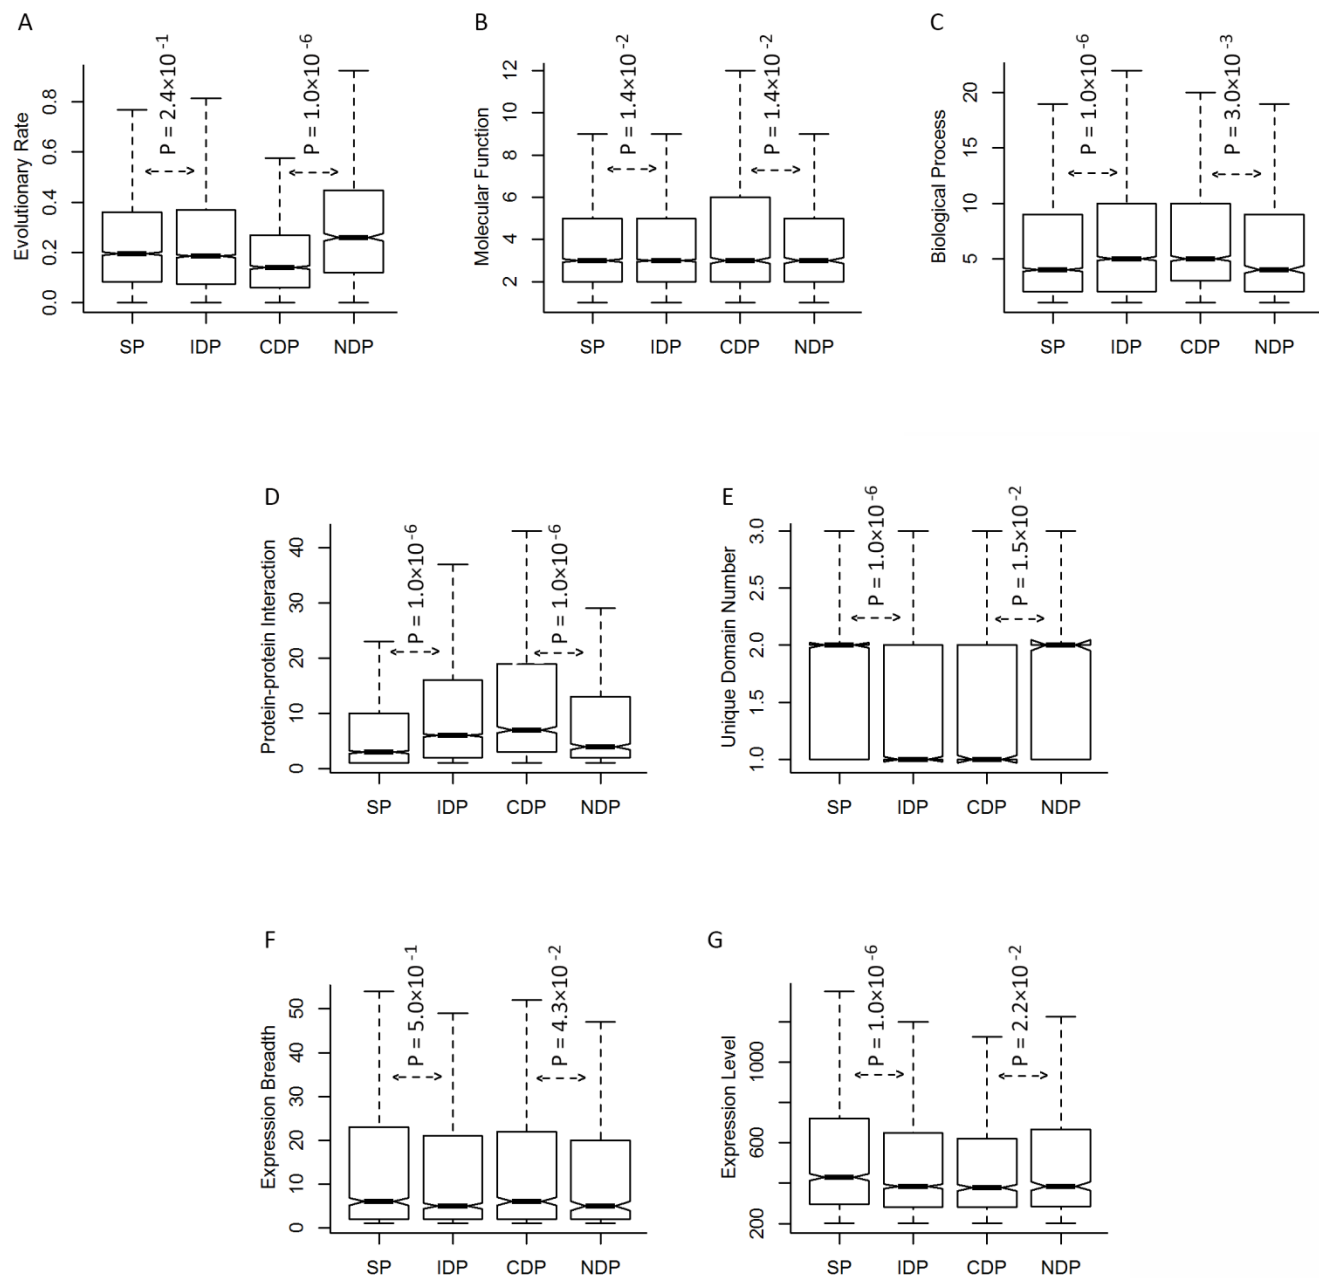 A
Evolutionary Rate
0.0 0.2 0.4 0.6 0.8
P = 2.4×10⁻¹
P = 1.0×10⁻⁶
SP IDP CDP NDP
B
Molecular Function
2 4 6 8 10 12
P = 1.4×10⁻²
P = 1.4×10⁻²
SP IDP CDP NDP
C
Biological Process
5 10 15 20
P = 1.0×10⁻⁶
P = 3.0×10⁻³
SP IDP CDP NDP
D
Protein-protein Interaction
0 10 20 30 40
P = 1.0×10⁻⁶
P = 1.0×10⁻⁶
SP IDP CDP NDP
E
Unique Domain Number
1.0 1.5 2.0 2.5 3.0
P = 1.0×10⁻⁶
P = 1.5×10⁻²
SP IDP CDP NDP
F
Expression Breadth
0 10 20 30 40 50
P = 5.0×10⁻¹
P = 4.3×10⁻²
SP IDP CDP NDP
G
Expression Level
200 600 1000
P = 1.0×10⁻⁶
P = 2.2×10⁻²
SP IDP CDP NDP